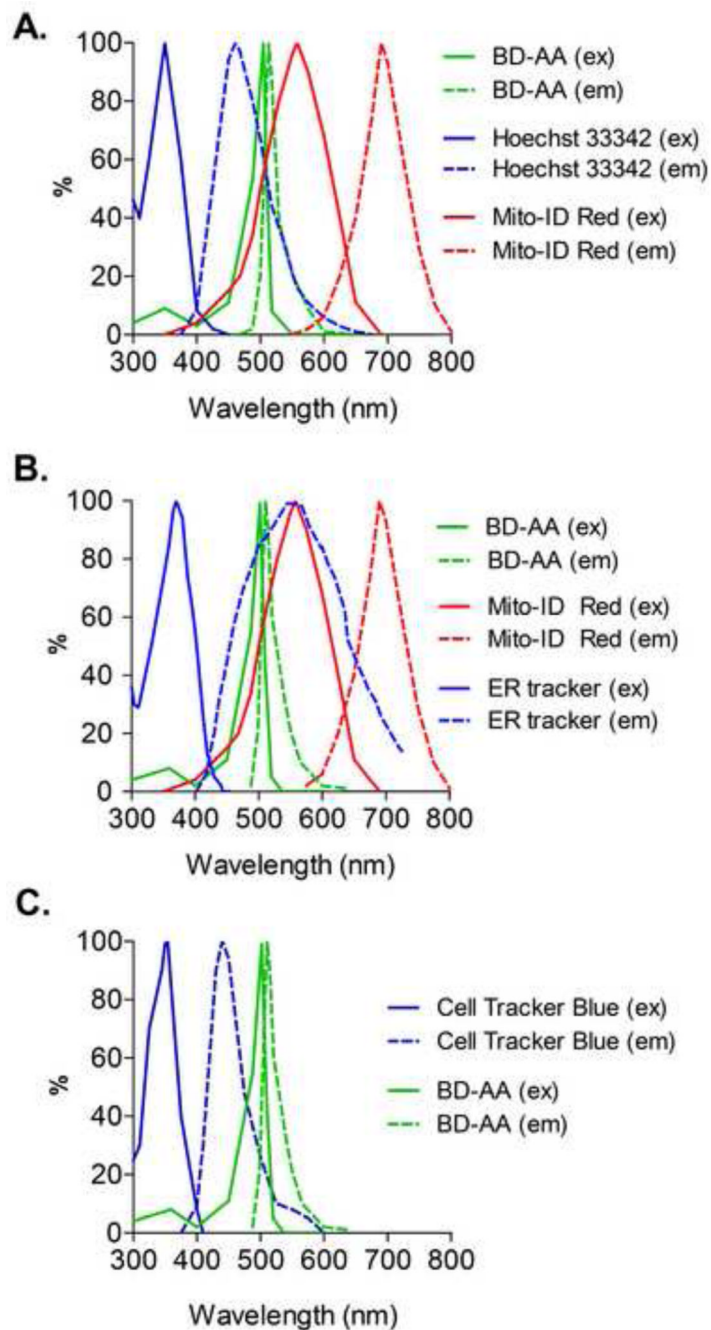 A.
100
80
60
40
20
0
%
300 400 500 600 700 800
Wavelength (nm)
BD-AA (ex)
BD-AA (em)
Hoechst 33342 (ex)
Hoechst 33342 (em)
Mito-ID Red (ex)
Mito-ID Red (em)
B.
100
80
60
40
20
0
%
300 400 500 600 700 800
Wavelength (nm)
BD-AA (ex)
BD-AA (em)
Mito-ID Red (ex)
Mito-ID Red (em)
ER tracker (ex)
ER tracker (em)
C.
100
80
60
40
20
0
%
300 400 500 600 700 800
Wavelength (nm)
Cell Tracker Blue (ex)
Cell Tracker Blue (em)
BD-AA (ex)
BD-AA (em)